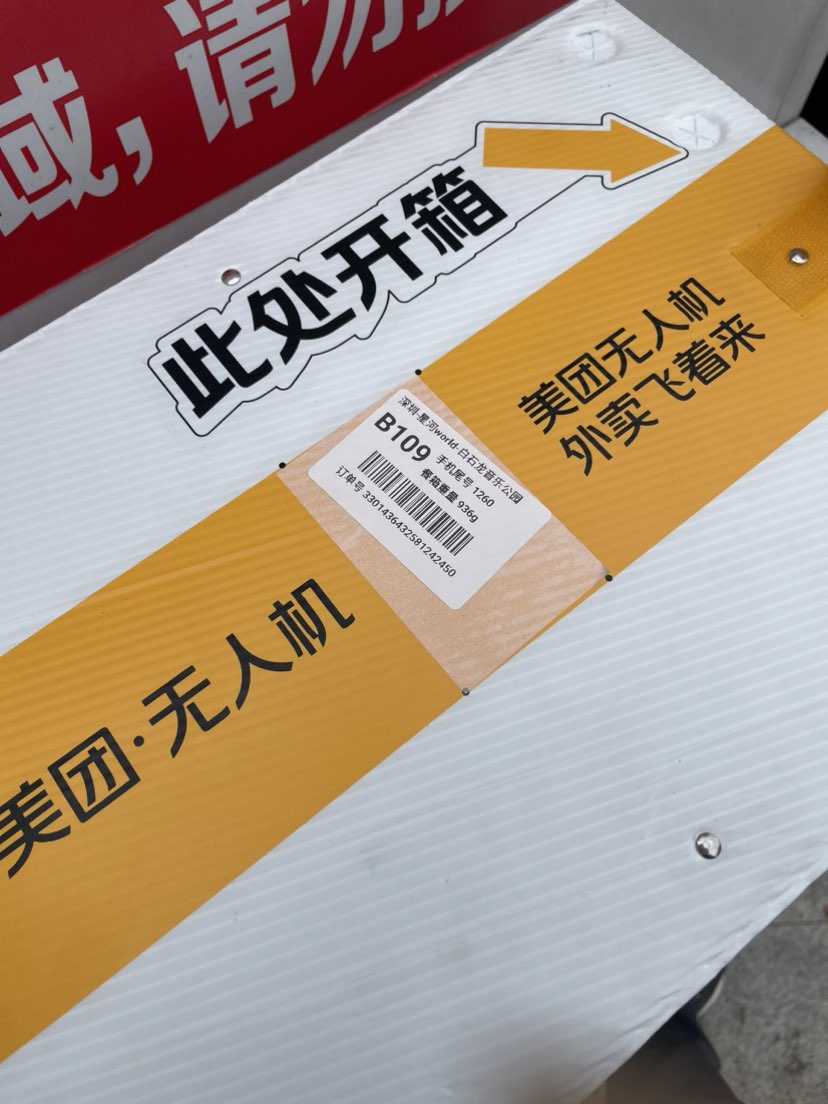 域，请勿
此处开箱
美团无人机
外卖飞着来
深圳-星河world-白石龙音乐公园
B109 手机尾号 1260
餐箱重量 936g
订单号 3301436432581242450
美团·无人机